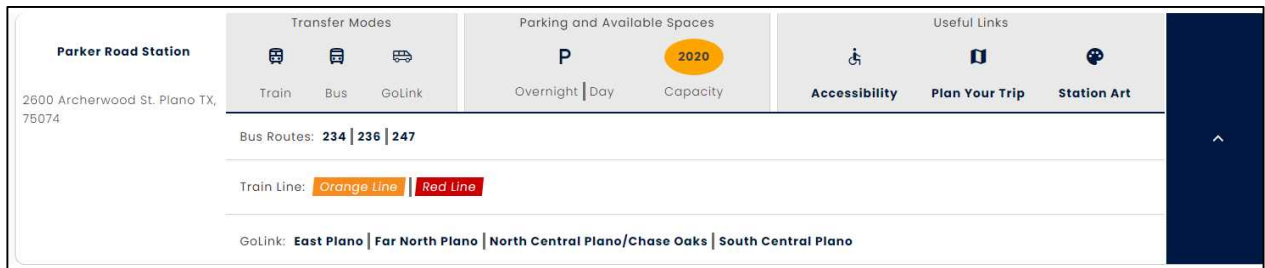 Parker Road Station
2600 Archerwood St. Plano TX,
75074
Transfer Modes
Train Bus GoLink
Parking and Available Spaces
P 2020
Overnight | Day Capacity
Useful Links
Accessibility Plan Your Trip Station Art
Bus Routes: 234 | 236 | 247
Train Line: Orange Line | Red Line
GoLink: East Plano | Far North Plano | North Central Plano/Chase Oaks | South Central Plano